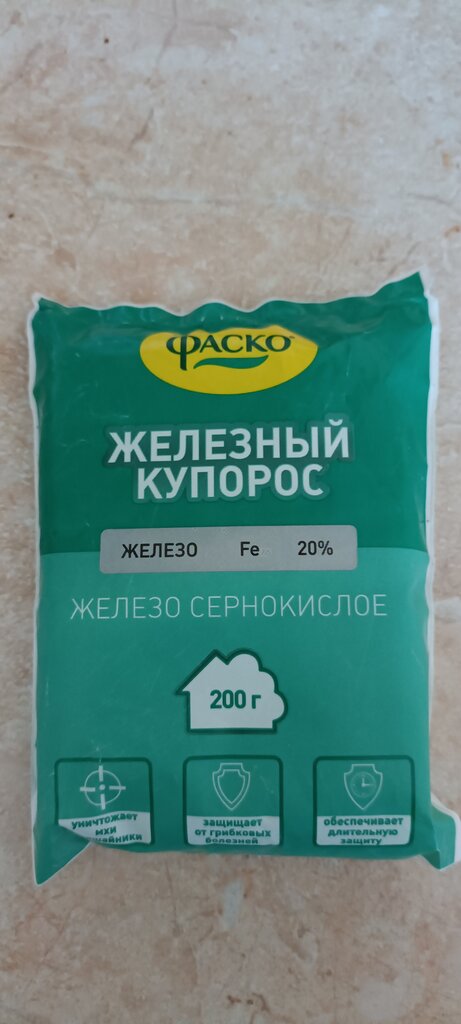 ФАСКО
ЖЕЛЕЗНЫЙ
КУПОРОС
ЖЕЛЕЗО Fe 20%
ЖЕЛЕЗО СЕРНОКИСЛОЕ
200 г
уничтожает
мхи
защищает
от грибковых
болезней
обеспечивает
длительную
защиту